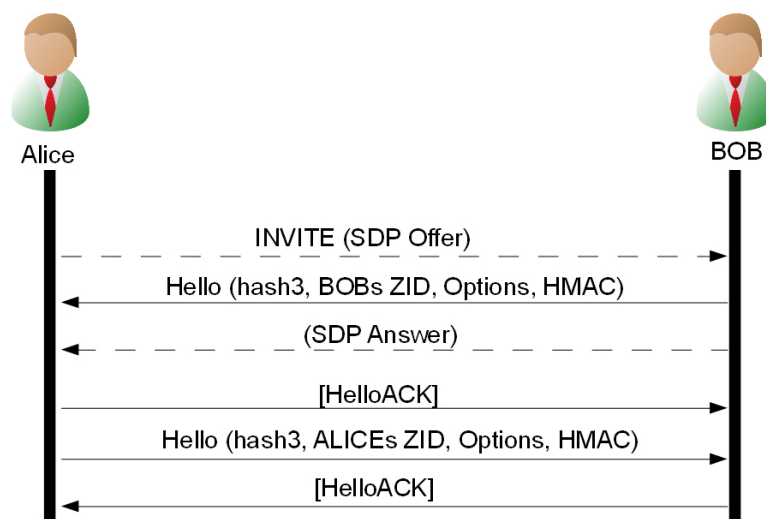 Alice
BOB
INVITE (SDP Offer)
Hello (hash3, BOBs ZID, Options, HMAC)
(SDP Answer)
[HelloACK]
Hello (hash3, ALICEs ZID, Options, HMAC)
[HelloACK]